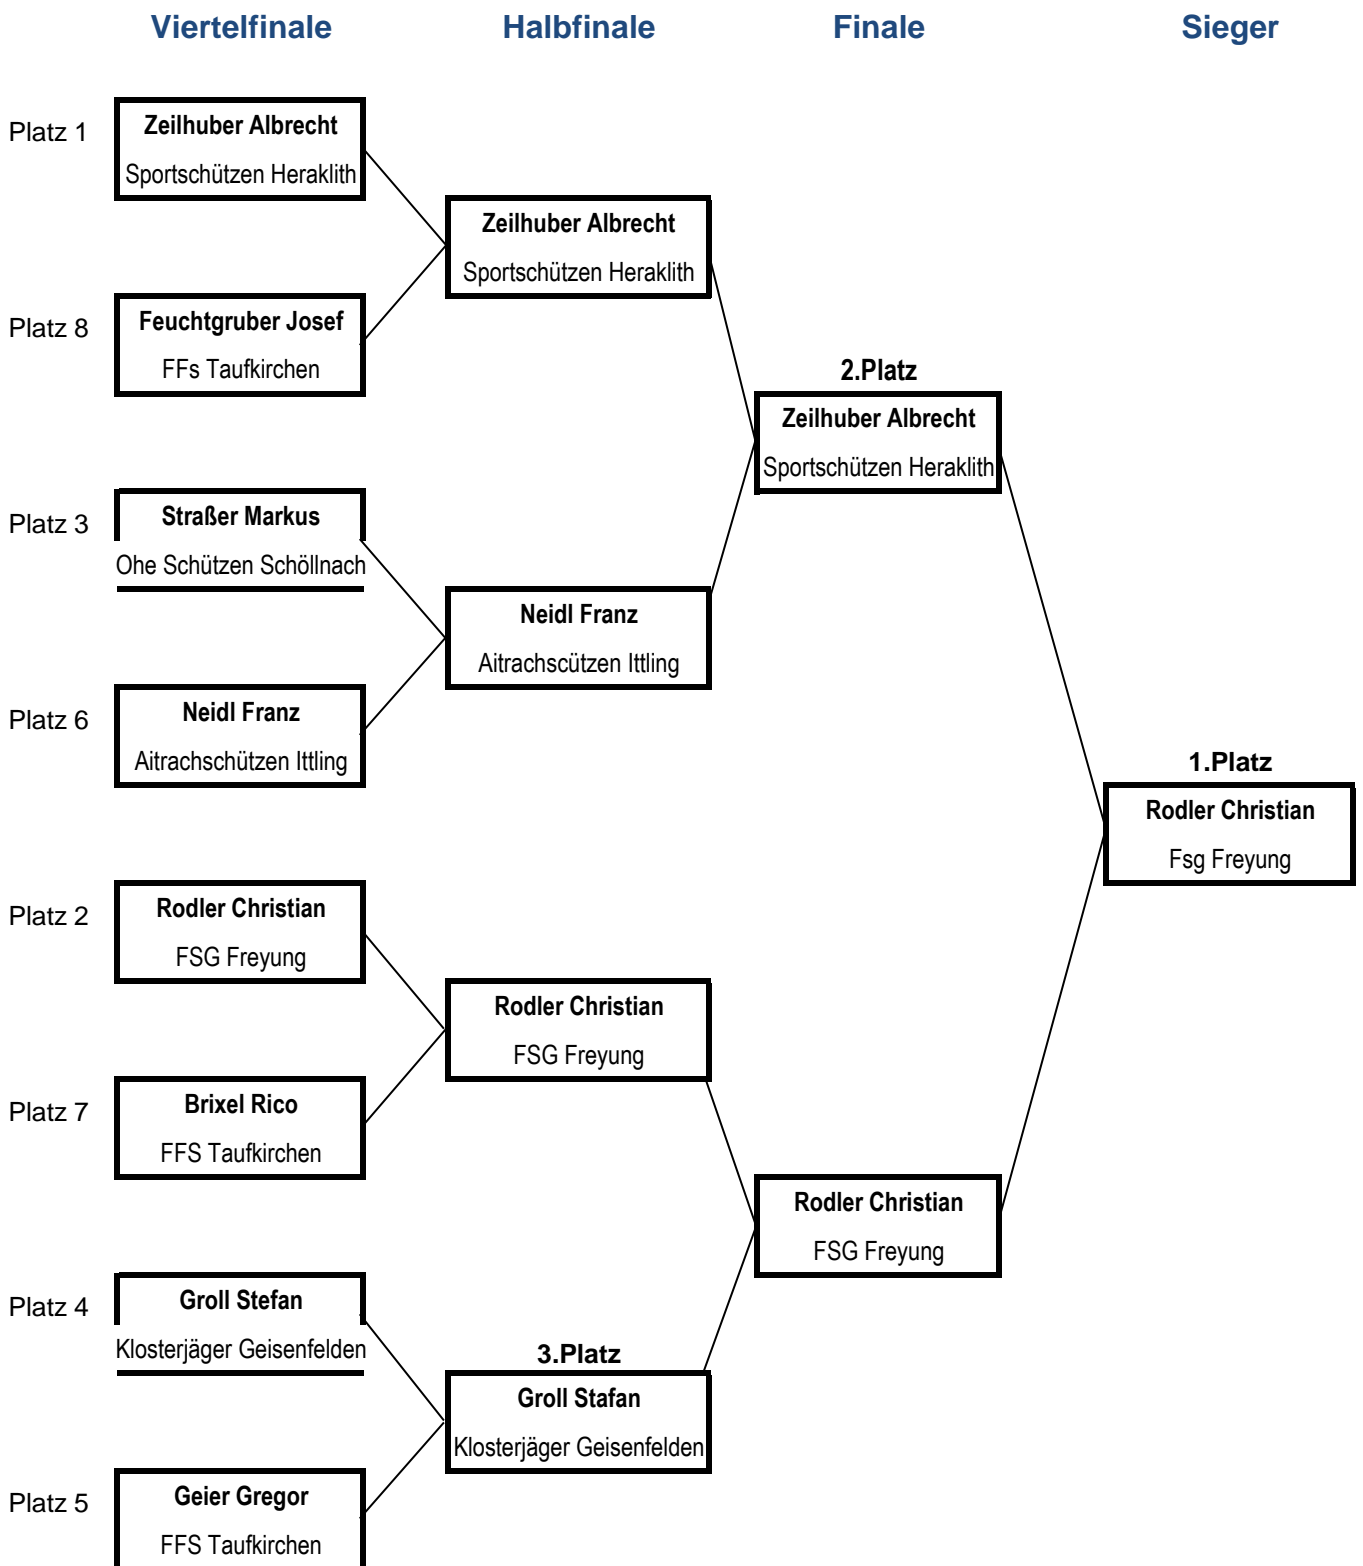 Viertelfinale
Halbfinale
Finale
Sieger
Platz 1
Zeilhuber Albrecht
Sportschützen Heraklith
Zeilhuber Albrecht
Sportschützen Heraklith
Platz 8
Feuchtgruber Josef
FFs Taufkirchen
2.Platz
Zeilhuber Albrecht
Sportschützen Heraklith
Platz 3
Straßer Markus
Ohe Schützen Schöllnach
Neidl Franz
Aitrachscützen Ittling
Platz 6
Neidl Franz
Aitrachschützen Ittling
1.Platz
Rodler Christian
Fsg Freyung
Platz 2
Rodler Christian
FSG Freyung
Rodler Christian
FSG Freyung
Platz 7
Brixel Rico
FFS Taufkirchen
Rodler Christian
FSG Freyung
Platz 4
Groll Stefan
Klosterjäger Geisenfelden
3.Platz
Groll Stafan
Klosterjäger Geisenfelden
Platz 5
Geier Gregor
FFS Taufkirchen